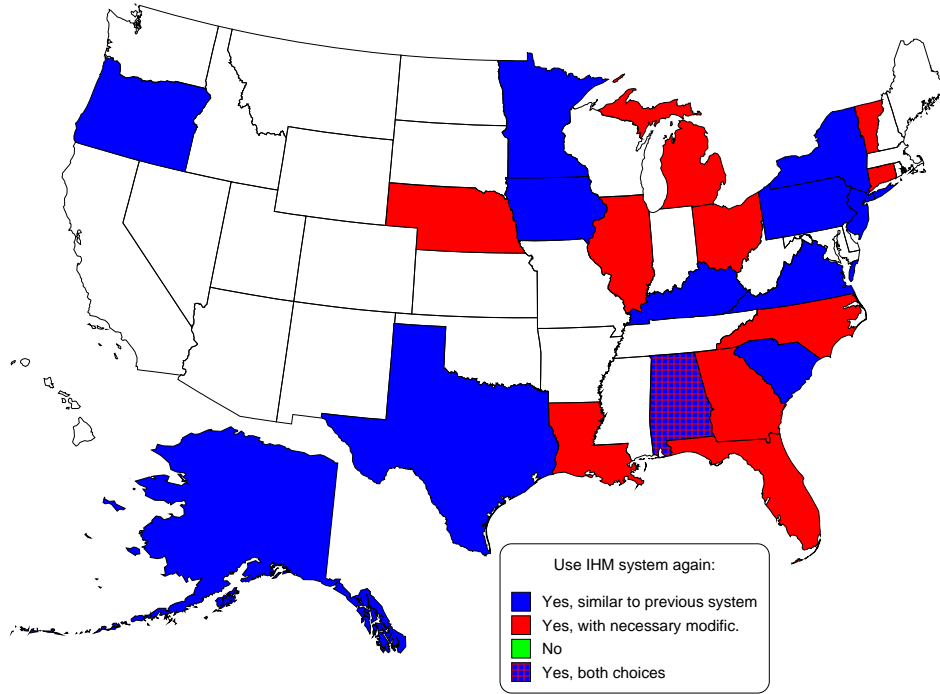 Use IHM system again:
Yes, similar to previous system
Yes, with necessary modific.
No
Yes, both choices